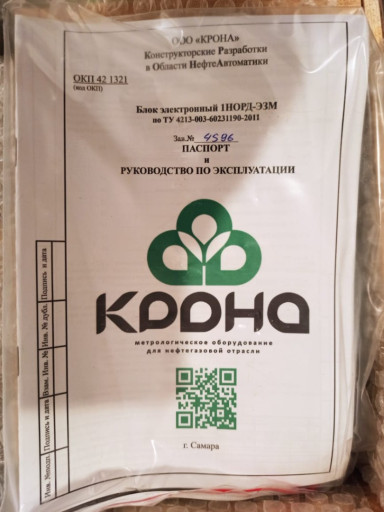 ООО «КРОНА»
Конструкторские Разработки
в Области НефтеАвтоматики
ОКП 42 1321
(код ОКП)
Блок электронный 1НОРД-ЭЗМ
по ТУ 4213-003-60231190-2011
Зав.№ 4596
ПАСПОРТ
и
РУКОВОДСТВО ПО ЭКСПЛУАТАЦИИ
КРОНА
метрологическое оборудование
для нефтегазовой отрасли
г. Самара
Инв. №подл. Подпись и дата Взам. Инв. № Инв. № дубл. Подпись и дата